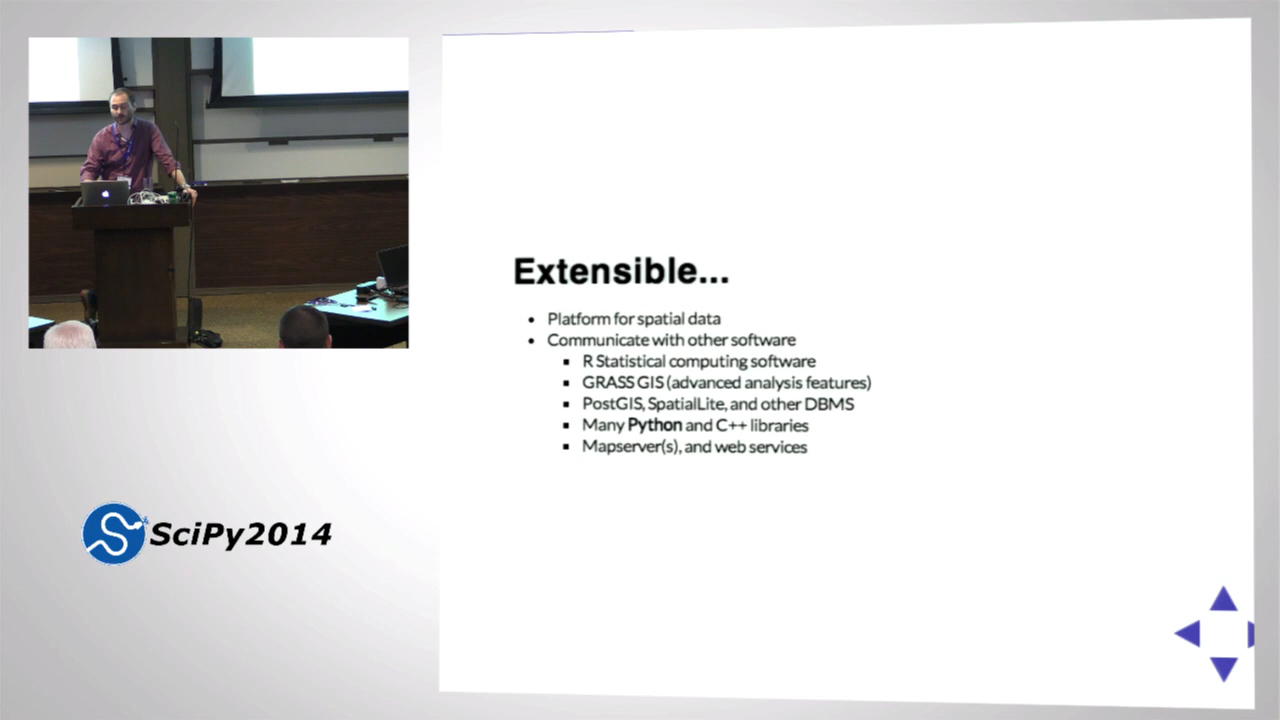 Extensible...
Platform for spatial data
Communicate with other software
R Statistical computing software
GRASS GIS (advanced analysis features)
PostGIS, SpatialLite, and other DBMS
Many Python and C++ libraries
Mapserver(s), and web services
SciPy2014